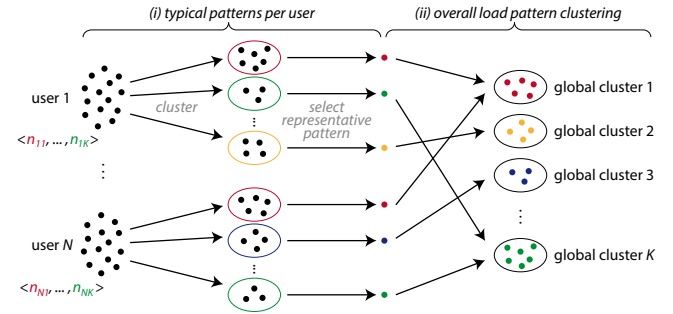 (i) typical patterns per user
(ii) overall load pattern clustering
user 1
<n11, ... , n1K>
cluster
select
representative
pattern
...
global cluster 1
global cluster 2
global cluster 3
...
global cluster K
...
user N
<nN1, ... , nNK>
...